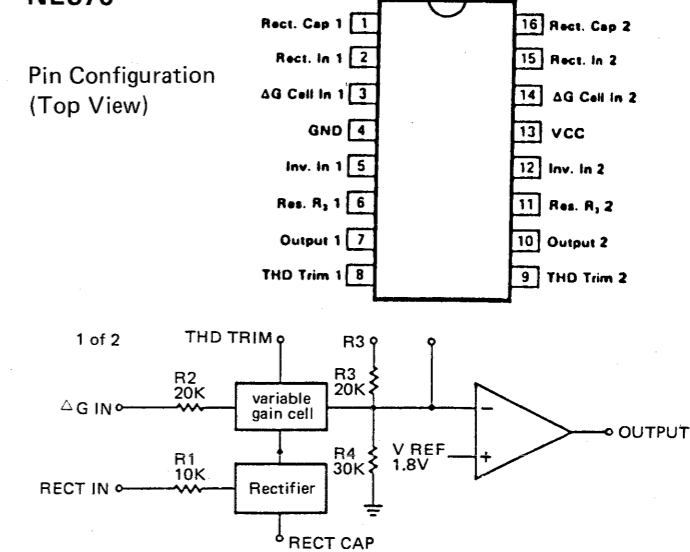 Pin Configuration
(Top View)
Rect. Cap 1 1
Rect. In 1 2
ΔG Cell In 1 3
GND 4
Inv. In 1 5
Res. R3 1 6
Output 1 7
THD Trim 1 8
16 Rect. Cap 2
15 Rect. In 2
14 ΔG Cell In 2
13 VCC
12 Inv. In 2
11 Res. R3 2
10 Output 2
9 THD Trim 2
1 of 2
THD TRIM
R3
R3
20K
R2
20K
ΔG IN
variable
gain cell
R4
30K
V REF
1.8V
−
+
OUTPUT
R1
10K
RECT IN
Rectifier
RECT CAP